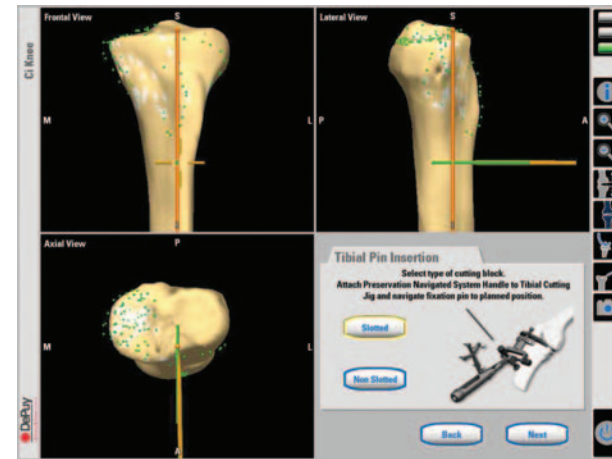 Frontal View
S
M
L
I
Ci Knee
Lateral View
S
P
A
Axial View
P
M
L
A
DePuy
Tibial Pin Insertion
Select type of cutting block.
Attach Preservation Navigated System Handle to Tibial Cutting
Jig and navigate fixation pin to planned position.
Slotted
Non Slotted
Back
Next